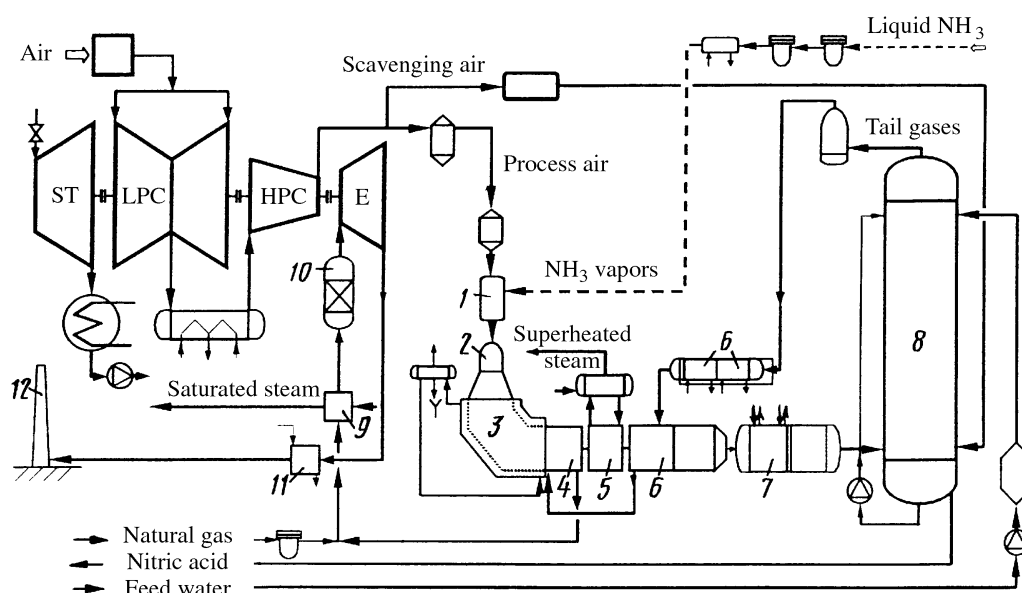 Liquid NH3
Air
Scavenging air
Tail gases
Process air
ST
LPC
HPC
E
10
NH3 vapors
1
Superheated
steam
2
6
8
12
Saturated steam
9
3
11
4
5
6
7
Natural gas
Nitric acid
Feed water